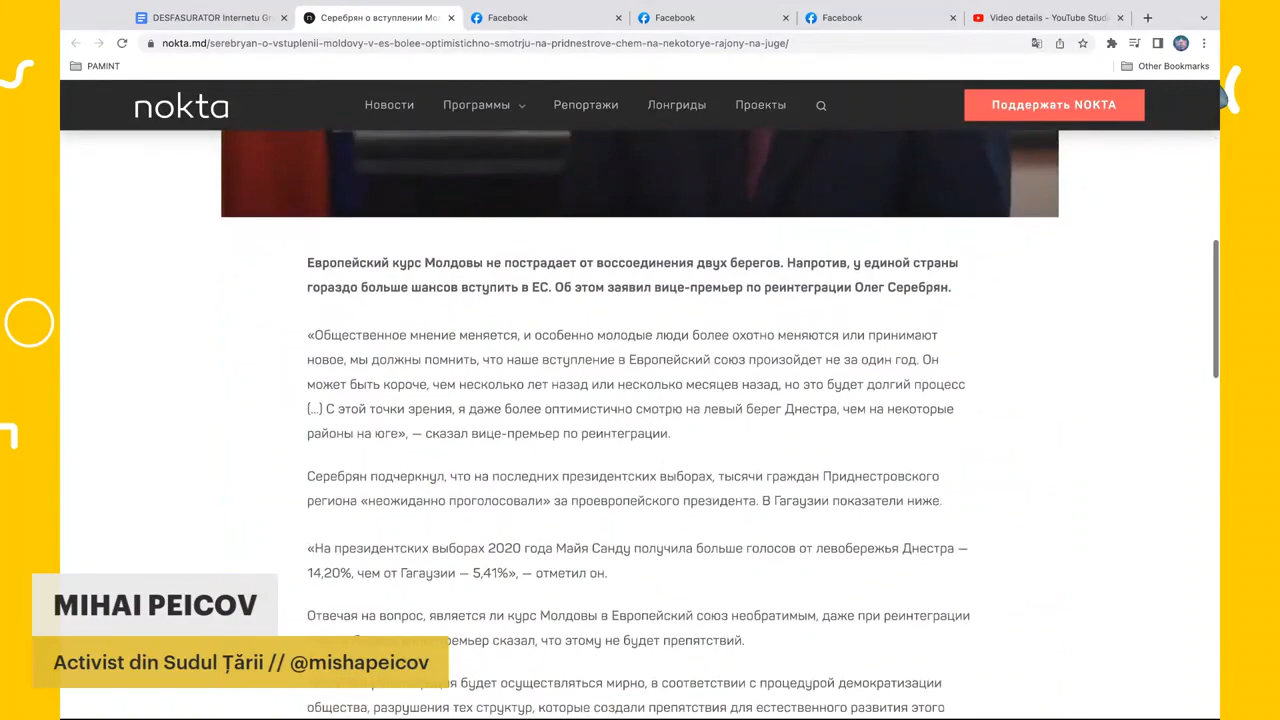 DESFASURATOR Internetu Gr
Серебрян о вступлении Мо
Facebook
Facebook
Facebook
Video details - YouTube Studi
nokta.md/serebryan-o-vstuplenii-moldovy-v-es-bolee-optimistichno-smotrju-na-pridnestrove-chem-na-nekotorye-rajony-na-juge/
PAMINT
Other Bookmarks
nokta
Новости
Программы
Репортажи
Лонгриды
Проекты
Поддержать NOKTA
Европейский курс Молдовы не пострадает от воссоединения двух берегов. Напротив, у единой страны
гораздо больше шансов вступить в ЕС. Об этом заявил вице-премьер по реинтеграции Олег Серебрян.
«Общественное мнение меняется, и особенно молодые люди более охотно меняются или принимают
новое, мы должны помнить, что наше вступление в Европейский союз произойдет не за один год. Он
может быть короче, чем несколько лет назад или несколько месяцев назад, но это будет долгий процесс
(...) С этой точки зрения, я даже более оптимистично смотрю на левый берег Днестра, чем на некоторые
районы на юге», — сказал вице-премьер по реинтеграции.
Серебрян подчеркнул, что на последних президентских выборах, тысячи граждан Приднестровского
региона «неожиданно проголосовали» за проевропейского президента. В Гагаузии показатели ниже.
«На президентских выборах 2020 года Майя Санду получила больше голосов от левобережья Днестра —
14,20%, чем от Гагаузии — 5,41%», — отметил он.
Отвечая на вопрос, является ли курс Молдовы в Европейский союз необратимым, даже при реинтеграции
премьер сказал, что этому не будет препятствий.
будет осуществляться мирно, в соответствии с процедурой демократизации
общества, разрушения тех структур, которые создали препятствия для естественного развития этого
MIHAI PEICOV
Activist din Sudul Țării // @mishapeicov